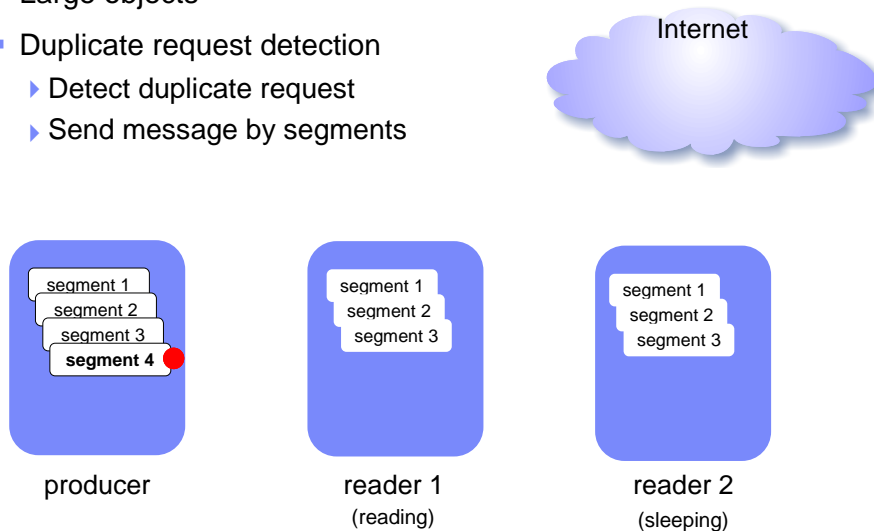 Large objects
Duplicate request detection
Detect duplicate request
Send message by segments
Internet
segment 1
segment 2
segment 3
segment 4
producer
segment 1
segment 2
segment 3
reader 1
(reading)
segment 1
segment 2
segment 3
reader 2
(sleeping)